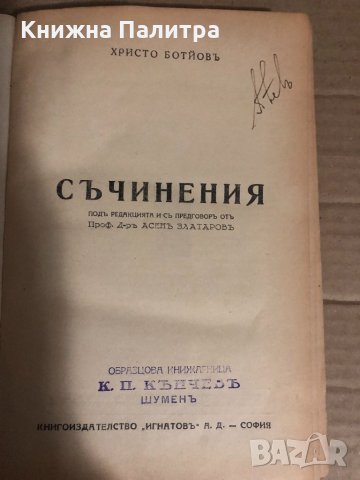 Книжна Палитра
ХРИСТО БОТЙОВЪ
СЪЧИНЕНИЯ
ПОДЪ РЕДАКЦИЯТА И СЪ ПРЕДГОВОРЪ ОТЪ
Проф. Д-ръ АСЕНЪ ЗЛАТАРОВЪ
ОБРАЗЦОВА КНИЖАРНИЦА
К. П. КЪНЧЕВЪ
ШУМЕНЪ
КНИГОИЗДАТЕЛСТВО „ИГНАТОВЪ" А. Д. — СОФИЯ
BAZAR